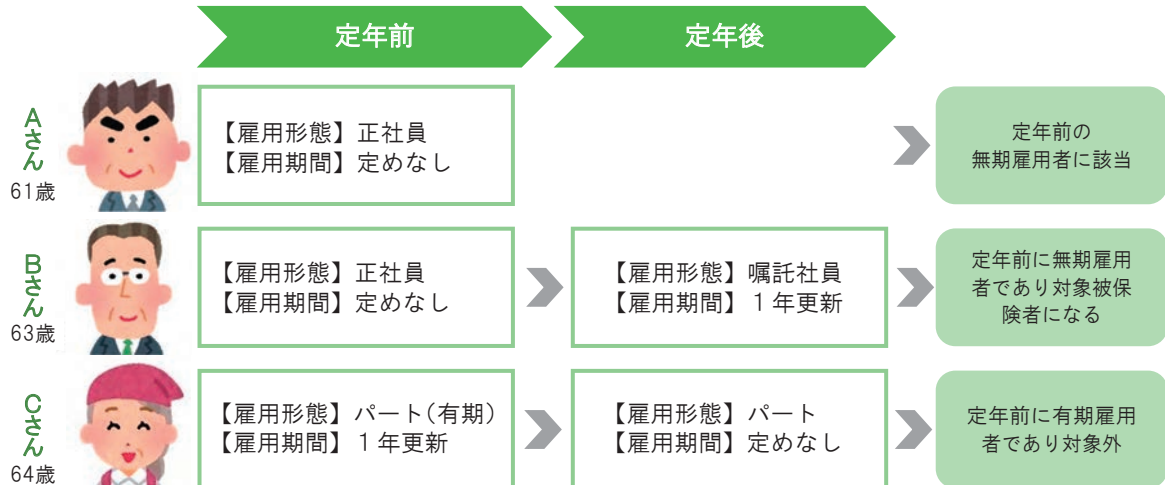 定年前
定年後
Aさん
61歳
【雇用形態】正社員
【雇用期間】定めなし
定年前の
無期雇用者に該当
Bさん
63歳
【雇用形態】正社員
【雇用期間】定めなし
【雇用形態】嘱託社員
【雇用期間】1年更新
定年前に無期雇用
者であり対象被保
険者になる
Cさん
64歳
【雇用形態】パート(有期)
【雇用期間】1年更新
【雇用形態】パート
【雇用期間】定めなし
定年前に有期雇用
者であり対象外